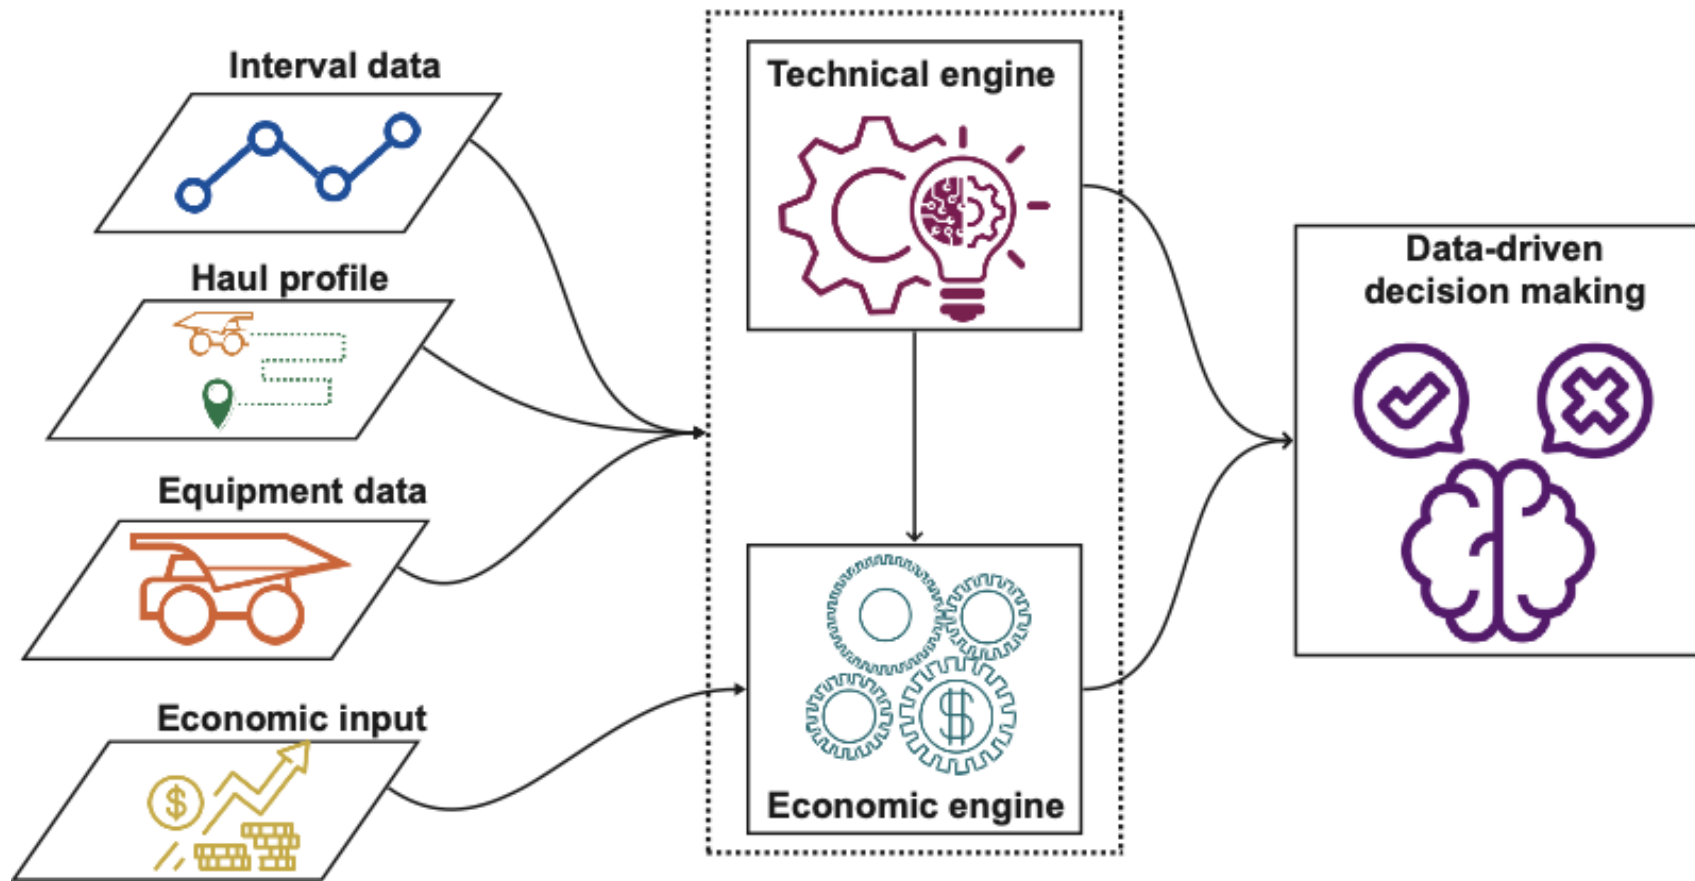 Interval data
Haul profile
Equipment data
Economic input
$
Technical engine
$
Economic engine
Data-driven
decision making